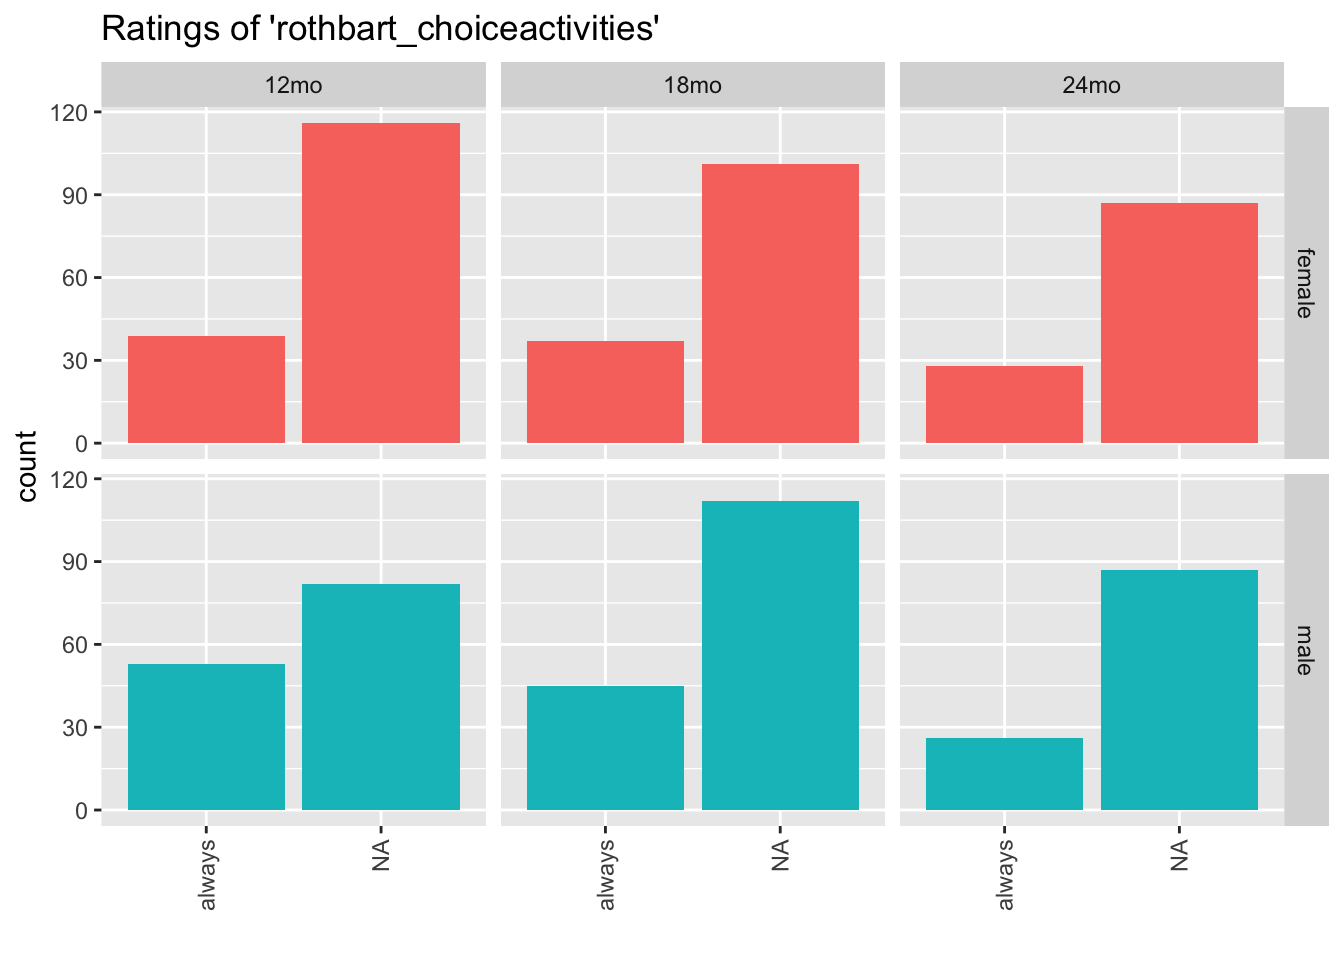 Ratings of 'rothbart_choiceactivities'
12mo 18mo 24mo
120
90
60
30
0
female
count
120
90
60
30
0
male
always NA always NA always NA